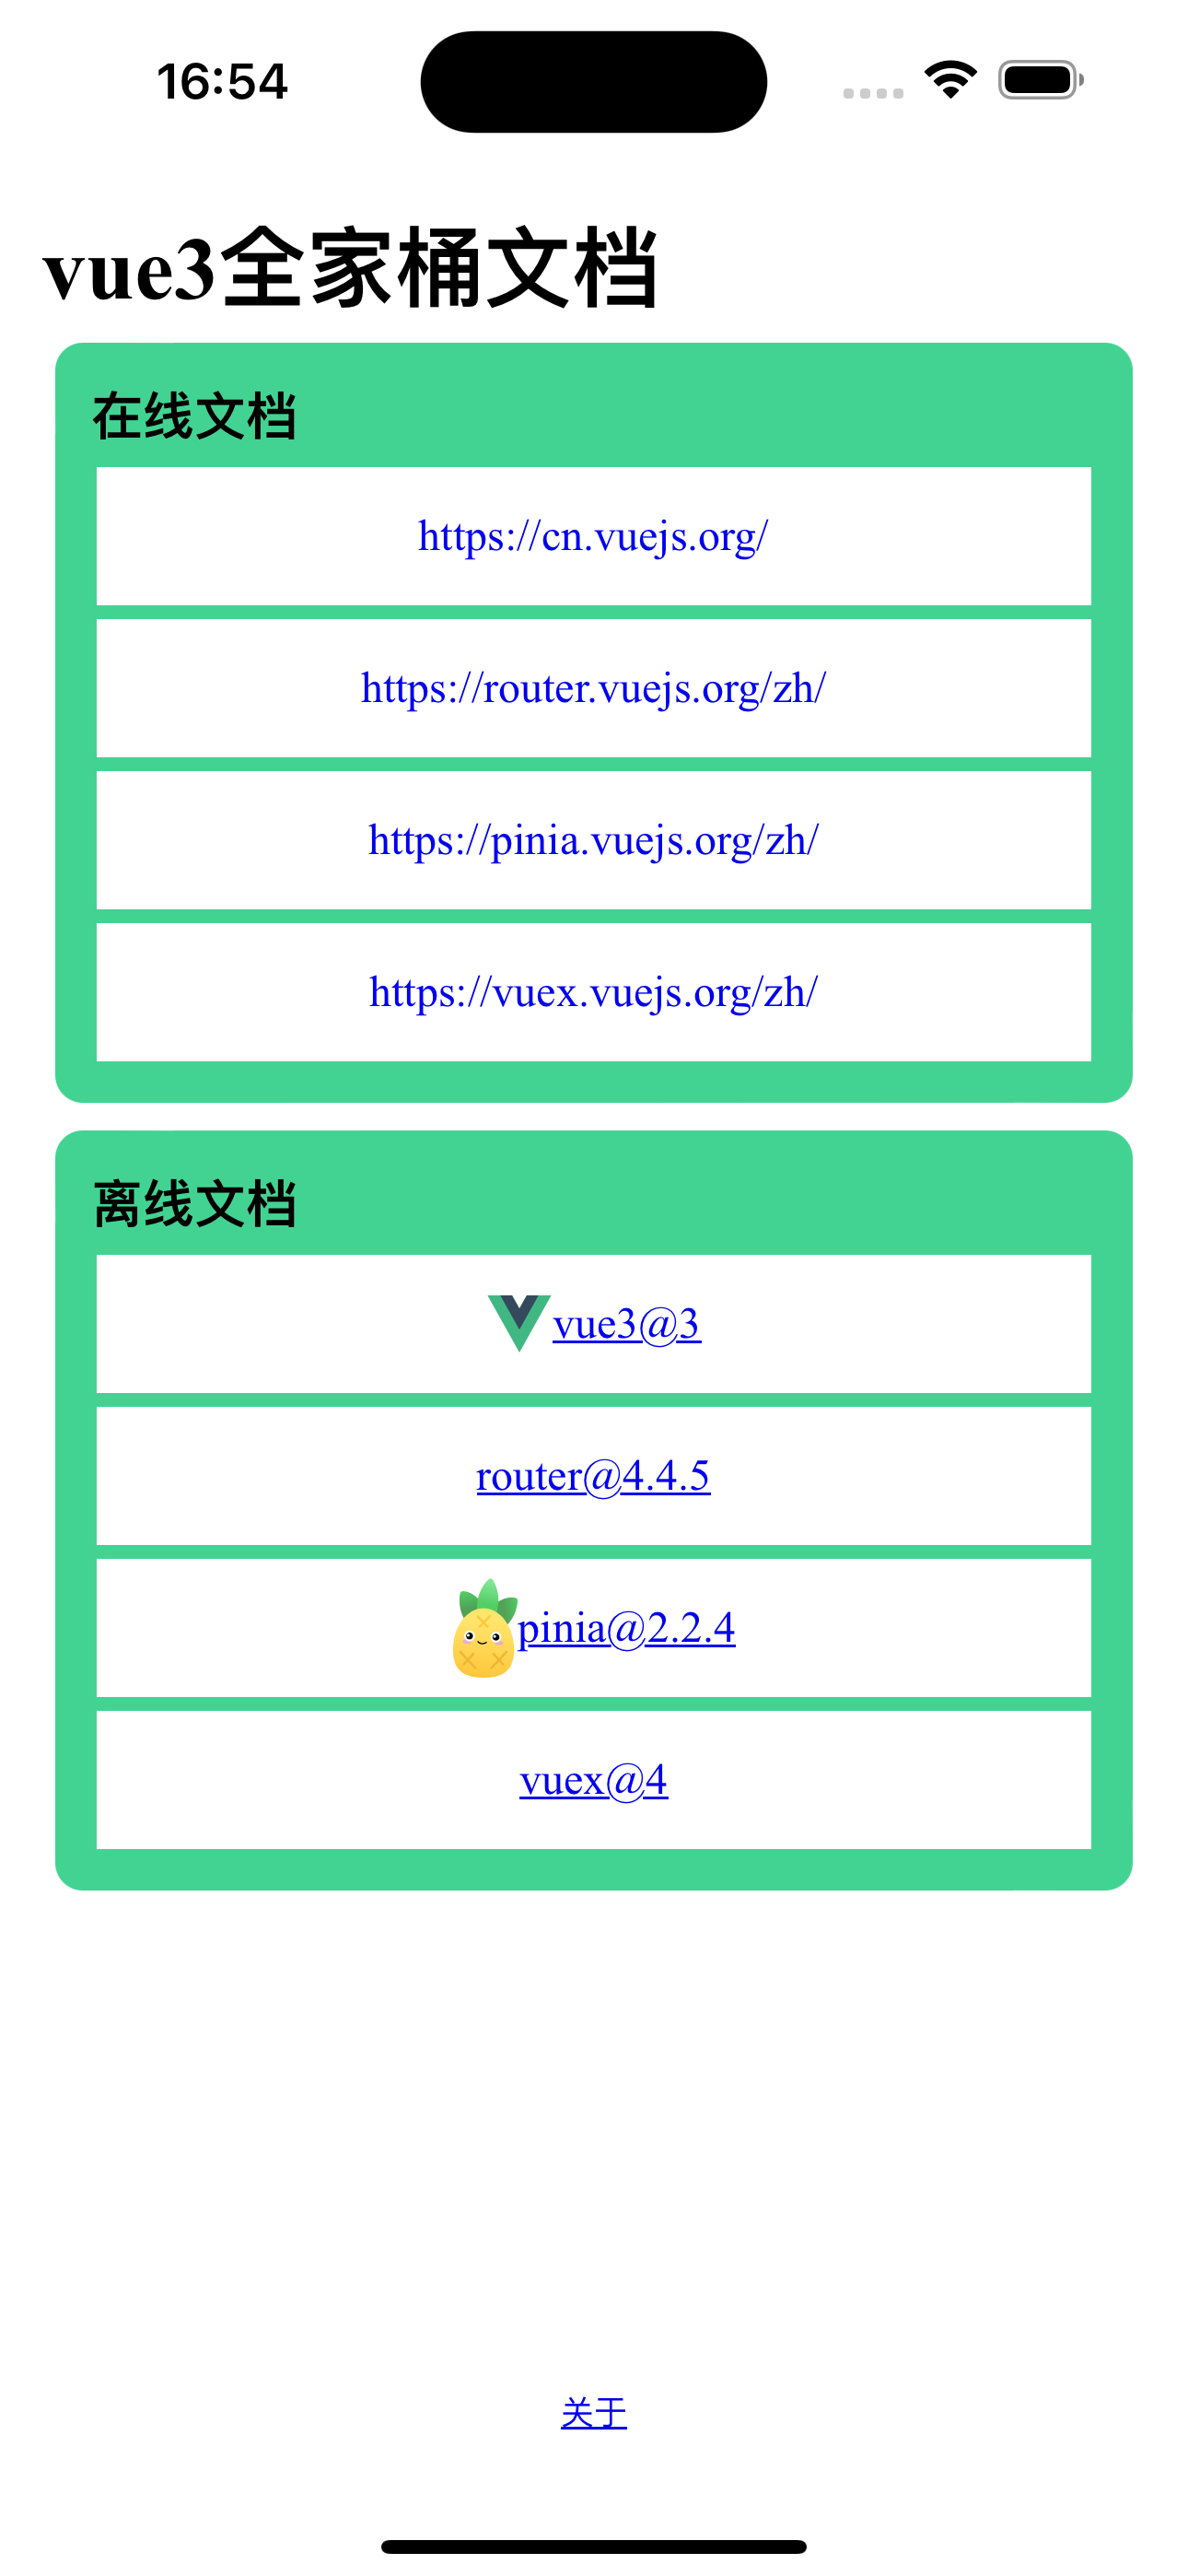 16:54
vue3全家桶文档
在线文档
https://cn.vuejs.org/
https://router.vuejs.org/zh/
https://pinia.vuejs.org/zh/
https://vuex.vuejs.org/zh/
离线文档
vue3@3
router@4.4.5
pinia@2.2.4
vuex@4
关于